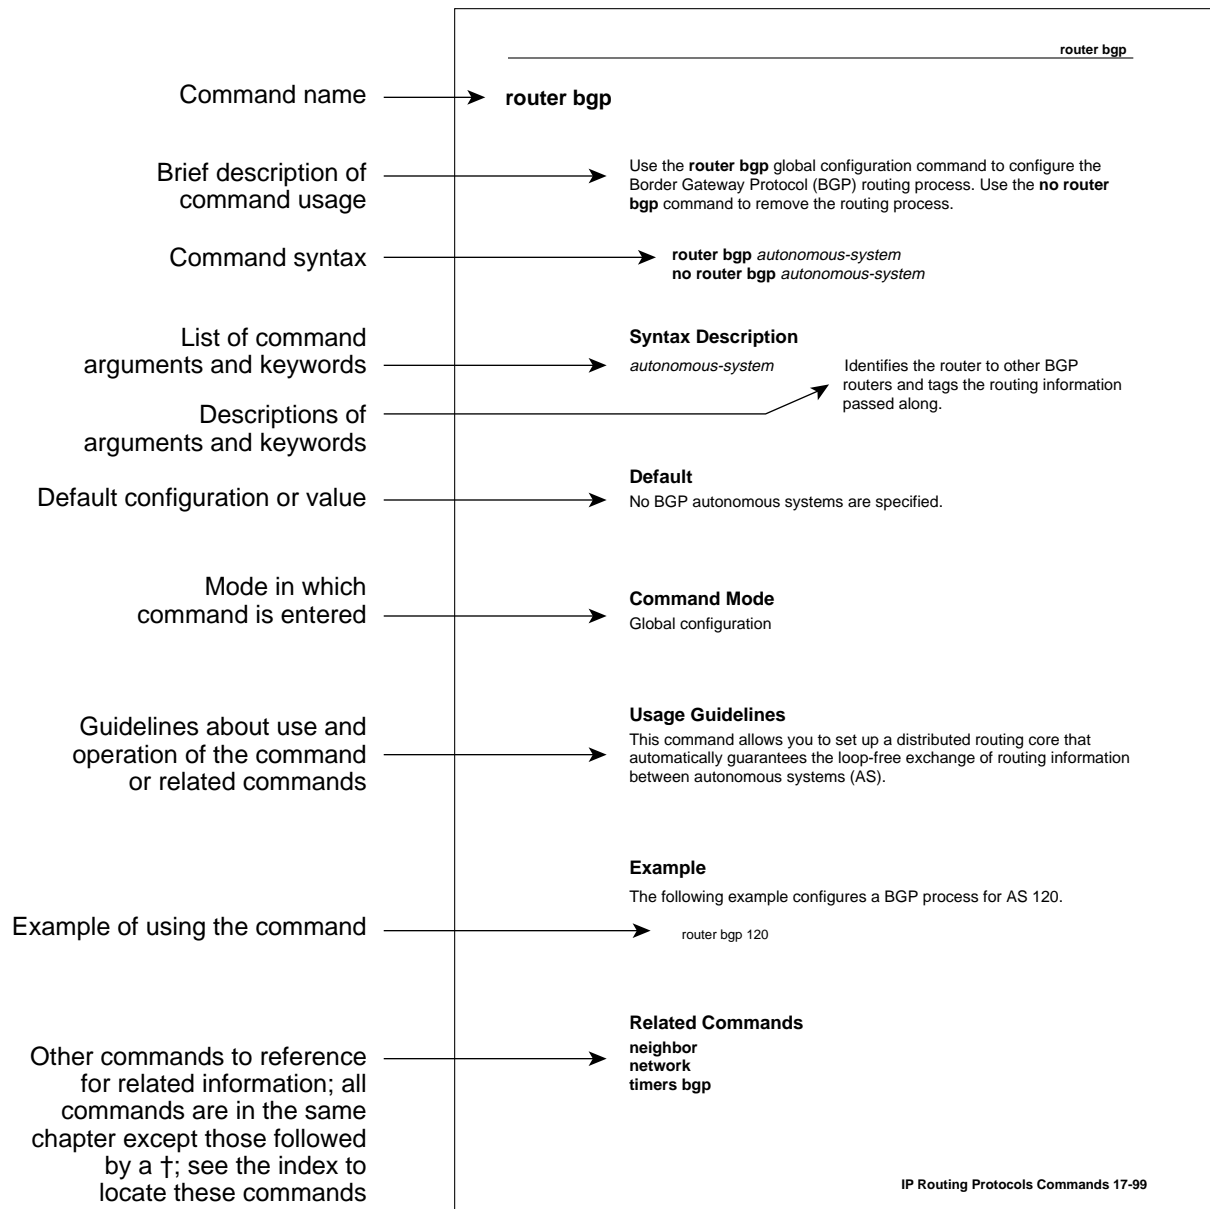 router bgp
Command name
router bgp
Brief description of
command usage
Use the router bgp global configuration command to configure the
Border Gateway Protocol (BGP) routing process. Use the no router
bgp command to remove the routing process.
Command syntax
router bgp autonomous-system
no router bgp autonomous-system
List of command
arguments and keywords
Syntax Description
autonomous-system
Identifies the router to other BGP
routers and tags the routing information
passed along.
Descriptions of
arguments and keywords
Default configuration or value
Default
No BGP autonomous systems are specified.
Mode in which
command is entered
Command Mode
Global configuration
Guidelines about use and
operation of the command
or related commands
Usage Guidelines
This command allows you to set up a distributed routing core that
automatically guarantees the loop-free exchange of routing information
between autonomous systems (AS).
Example
The following example configures a BGP process for AS 120.
Example of using the command
router bgp 120
Related Commands
neighbor
network
timers bgp
Other commands to reference
for related information; all
commands are in the same
chapter except those followed
by a †; see the index to
locate these commands
IP Routing Protocols Commands 17-99